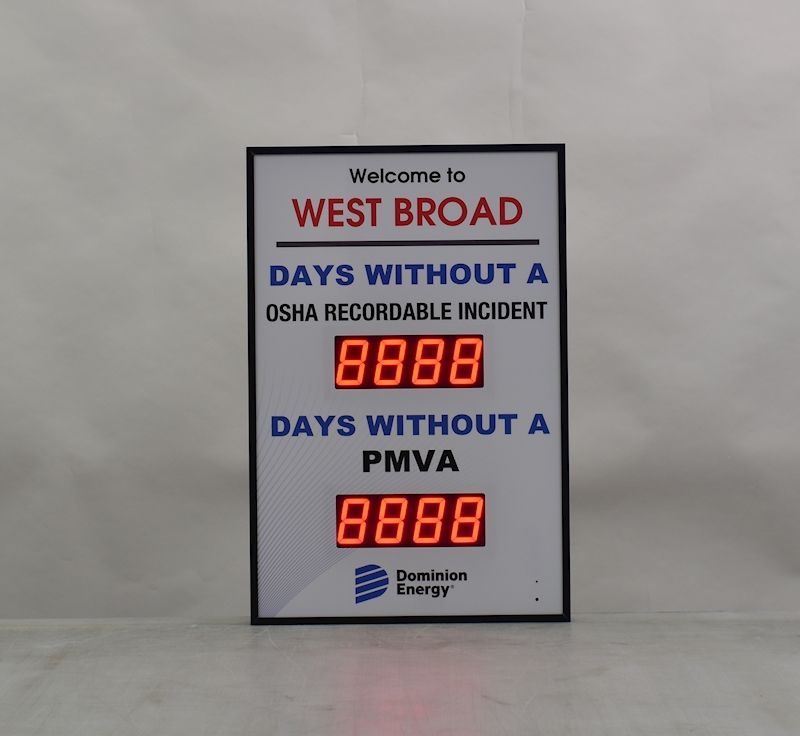 Welcome to
WEST BROAD
DAYS WITHOUT A
OSHA RECORDABLE INCIDENT
8888
DAYS WITHOUT A
PMVA
8888
Dominion
Energy®